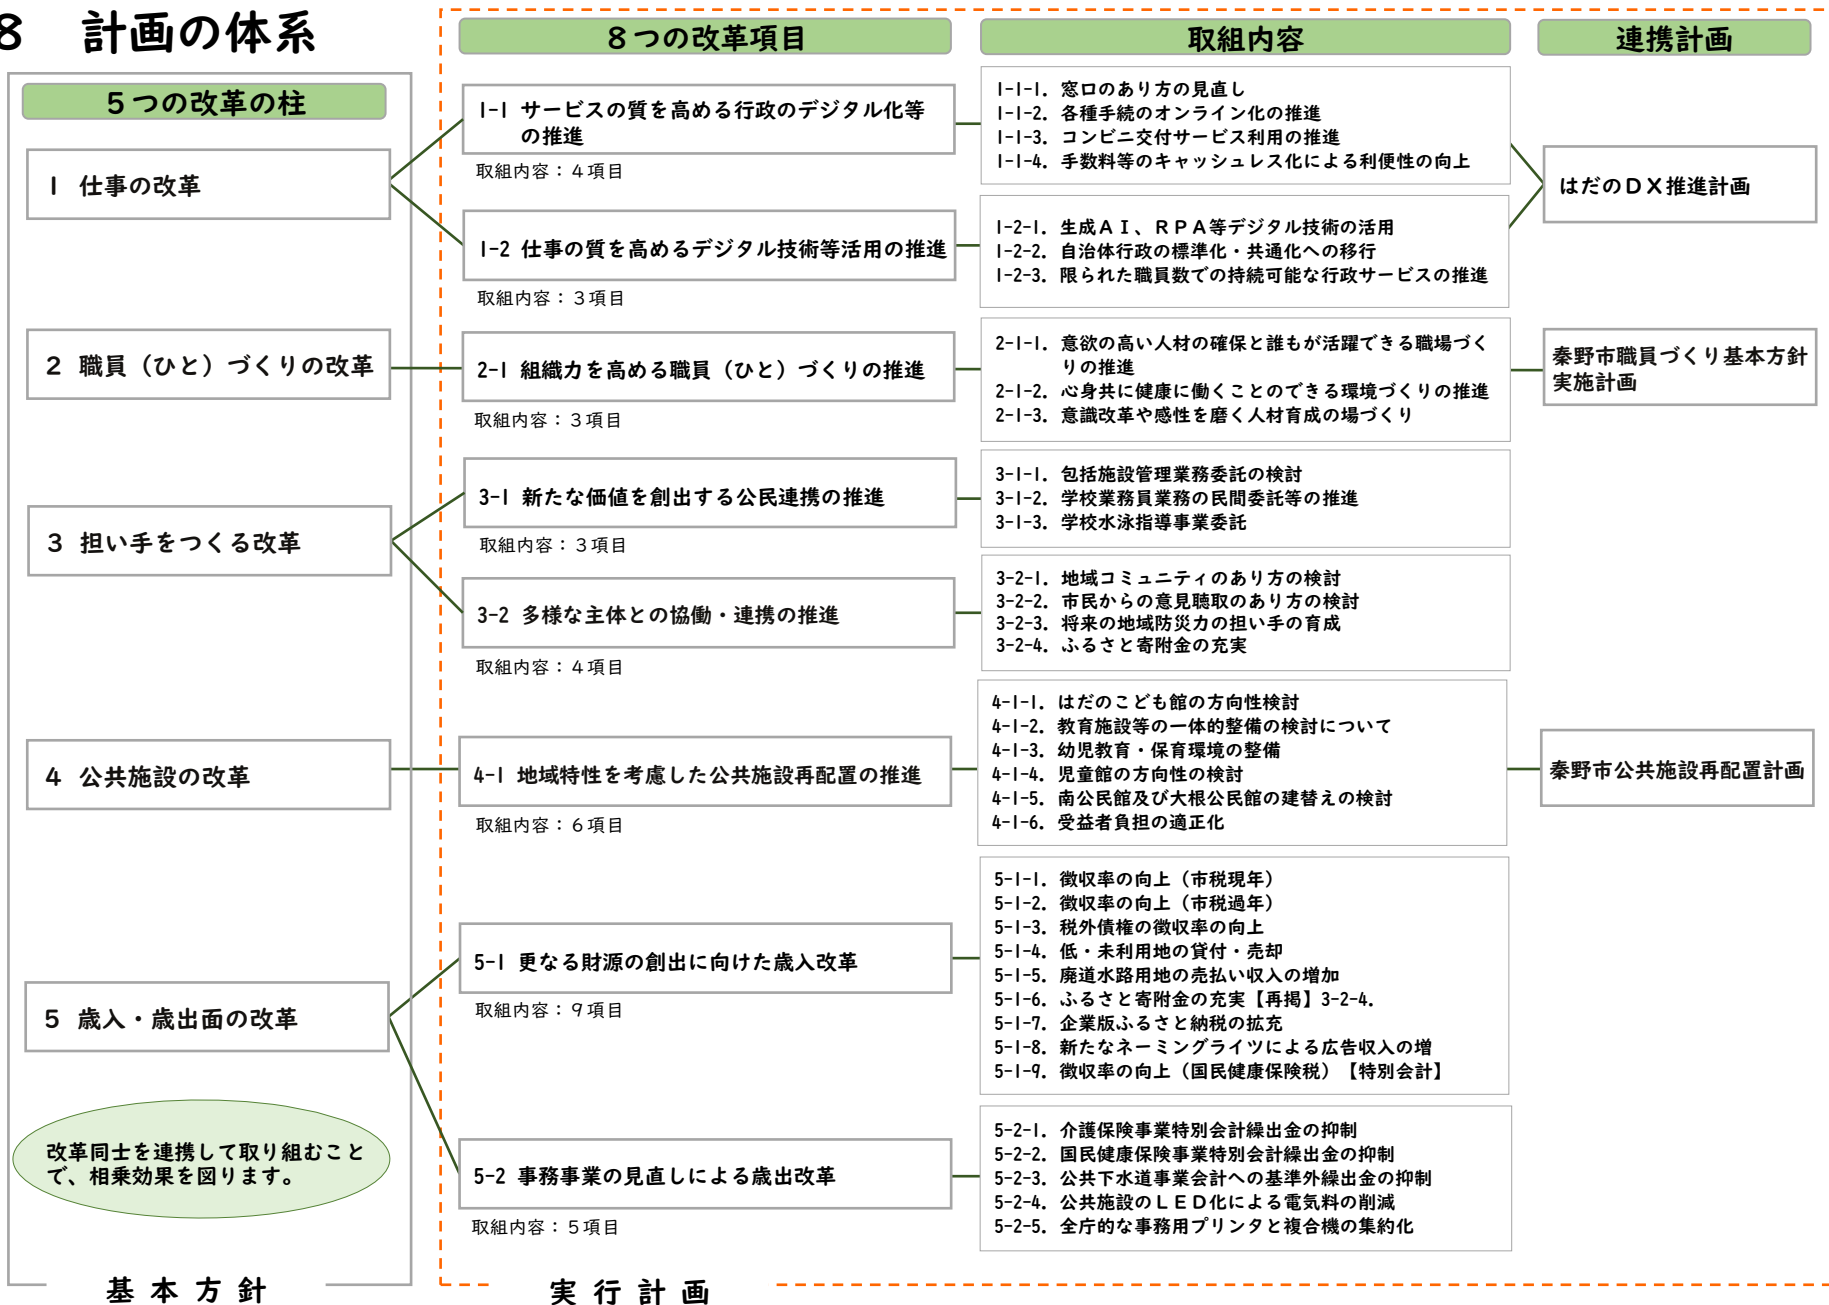 8　計画の体系
５つの改革の柱
1 仕事の改革
2 職員（ひと）づくりの改革
3 担い手をつくる改革
4 公共施設の改革
5 歳入・歳出面の改革
改革同士を連携して取り組むこと
で、相乗効果を図ります。
基 本 方 針
８つの改革項目
1-1 サービスの質を高める行政のデジタル化等
の推進
取組内容：４項目
1-2 仕事の質を高めるデジタル技術等活用の推進
取組内容：３項目
2-1 組織力を高める職員（ひと）づくりの推進
取組内容：３項目
3-1 新たな価値を創出する公民連携の推進
取組内容：３項目
3-2 多様な主体との協働・連携の推進
取組内容：４項目
4-1 地域特性を考慮した公共施設再配置の推進
取組内容：６項目
5-1 更なる財源の創出に向けた歳入改革
取組内容：９項目
5-2 事務事業の見直しによる歳出改革
取組内容：５項目
実 行 計 画
取組内容
1-1-1. 窓口のあり方の見直し
1-1-2. 各種手続のオンライン化の推進
1-1-3. コンビニ交付サービス利用の推進
1-1-4. 手数料等のキャッシュレス化による利便性の向上
1-2-1. 生成ＡＩ、ＲＰＡ等デジタル技術の活用
1-2-2. 自治体行政の標準化・共通化への移行
1-2-3. 限られた職員数での持続可能な行政サービスの推進
2-1-1. 意欲の高い人材の確保と誰もが活躍できる職場づく
りの推進
2-1-2. 心身共に健康に働くことのできる環境づくりの推進
2-1-3. 意識改革や感性を磨く人材育成の場づくり
3-1-1. 包括施設管理業務委託の検討
3-1-2. 学校業務員業務の民間委託等の推進
3-1-3. 学校水泳指導事業委託
3-2-1. 地域コミュニティのあり方の検討
3-2-2. 市民からの意見聴取のあり方の検討
3-2-3. 将来の地域防災力の担い手の育成
3-2-4. ふるさと寄附金の充実
4-1-1. はだのこども館の方向性検討
4-1-2. 教育施設等の一体的整備の検討について
4-1-3. 幼児教育・保育環境の整備
4-1-4. 児童館の方向性の検討
4-1-5. 南公民館及び大根公民館の建替えの検討
4-1-6. 受益者負担の適正化
5-1-1. 徴収率の向上（市税現年）
5-1-2. 徴収率の向上（市税過年）
5-1-3. 税外債権の徴収率の向上
5-1-4. 低・未利用地の貸付・売却
5-1-5. 廃道水路用地の売払い収入の増加
5-1-6. ふるさと寄附金の充実【再掲】3-2-4.
5-1-7. 企業版ふるさと納税の拡充
5-1-8. 新たなネーミングライツによる広告収入の増
5-1-9. 徴収率の向上（国民健康保険税）【特別会計】
5-2-1. 介護保険事業特別会計繰出金の抑制
5-2-2. 国民健康保険事業特別会計繰出金の抑制
5-2-3. 公共下水道事業会計への基準外繰出金の抑制
5-2-4. 公共施設のＬＥＤ化による電気料の削減
5-2-5. 全庁的な事務用プリンタと複合機の集約化
連携計画
はだのＤＸ推進計画
秦野市職員づくり基本方針
実施計画
秦野市公共施設再配置計画